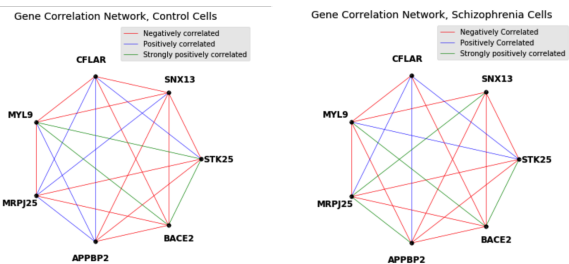 Gene Correlation Network, Control Cells
Negatively correlated
Positively correlated
Strongly positively correlated
CFLAR
SNX13
MYL9
STK25
MRPJ25
BACE2
APPBP2
Gene Correlation Network, Schizophrenia Cells
Negatively correlated
Positively Correlated
Strongly positively correlated
CFLAR
SNX13
MYL9
STK25
MRPJ25
BACE2
APPBP2